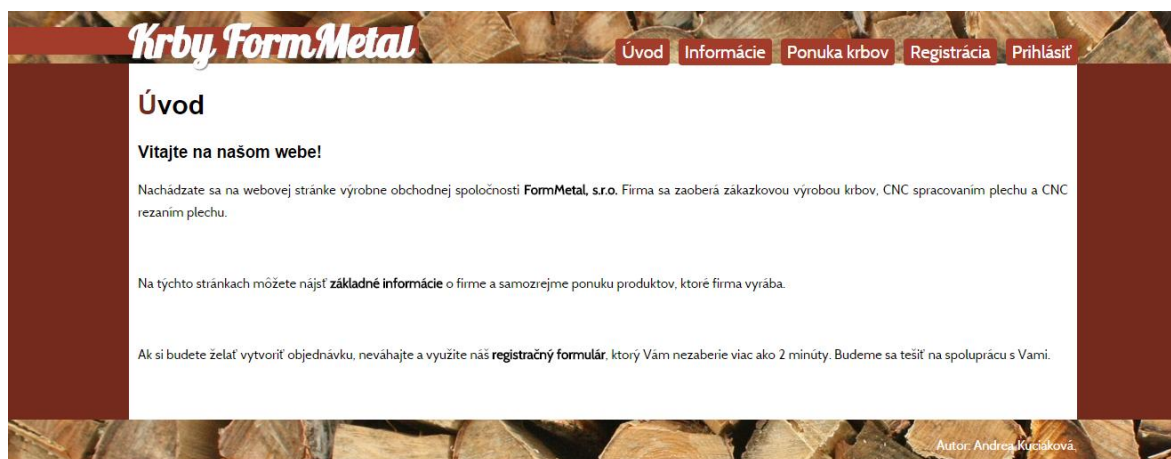 Krby FormMetal
Úvod Informácie Ponuka krbov Registrácia Prihlásiť
Úvod
Vitajte na našom webe!
Nachádzate sa na webovej stránke výrobne obchodnej spoločnosti FormMetal, s.r.o. Firma sa zaoberá zákazkovou výrobou krbov, CNC spracovaním plechu a CNC
rezaním plechu.
Na týchto stránkach môžete nájsť základné informácie o firme a samozrejme ponuku produktov, ktoré firma vyrába.
Ak si budete želať vytvoriť objednávku, neváhajte a využite náš registračný formulár, ktorý Vám nezaberie viac ako 2 minúty. Budeme sa tešiť na spoluprácu s Vami.
Autor: Andrea Kuciaková,